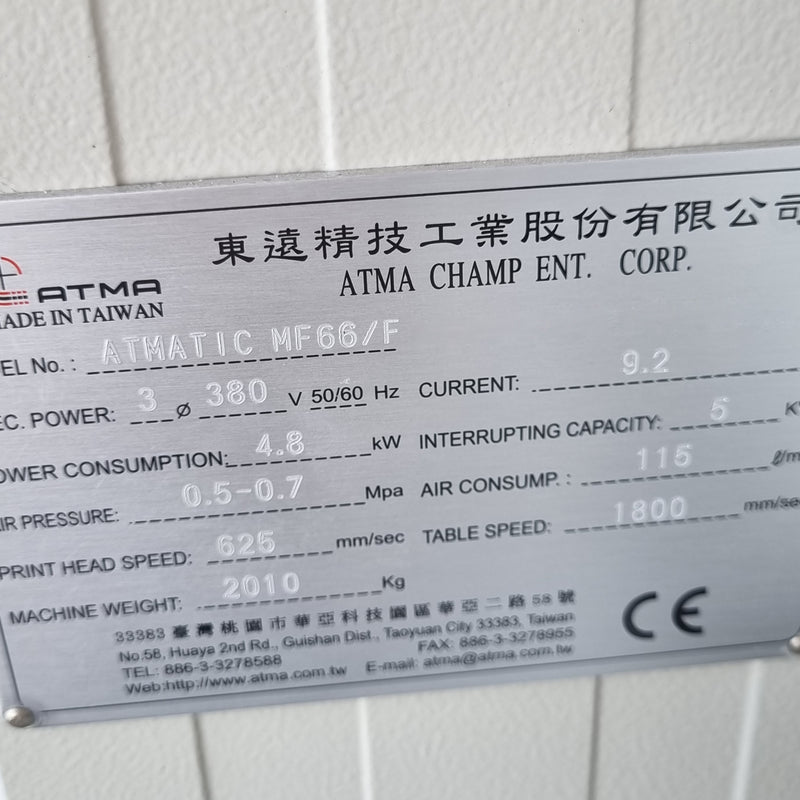 東遠精技工業股份有限公司
ATMA
ATMA CHAMP ENT. CORP.
MADE IN TAIWAN
EL No.: ATMATIC MF66/F
EC. POWER: 3 ø 380 V 50/60 Hz CURRENT: 9.2
OWER CONSUMPTION: 4.8 kW INTERRUPTING CAPACITY: 5 K
IR PRESSURE: 0.5-0.7 Mpa AIR CONSUMP. : 115 ℓ/m
PRINT HEAD SPEED: 625 mm/sec TABLE SPEED: 1800 mm/se
MACHINE WEIGHT: 2010 Kg
33383 臺灣桃園市華亞科技園區華亞二路58號
No.58, Huaya 2nd Rd., Guishan Dist., Taoyuan City 33383, Taiwan
TEL: 886-3-3278588 FAX: 886-3-3278955
Web:http://www.atma.com.tw E-mail: atma@atma.com.tw
CE